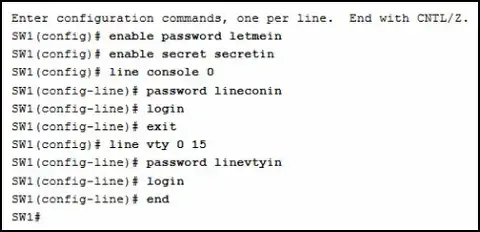 Enter configuration commands, one per line.  End with CNTL/Z.
SW1(config)# enable password letmein
SW1(config)# enable secret secretin
SW1(config)# line console 0
SW1(config-line)# password lineconin
SW1(config-line)# login
SW1(config-line)# exit
SW1(config)# line vty 0 15
SW1(config-line)# password linevtyin
SW1(config-line)# login
SW1(config-line)# end
SW1#